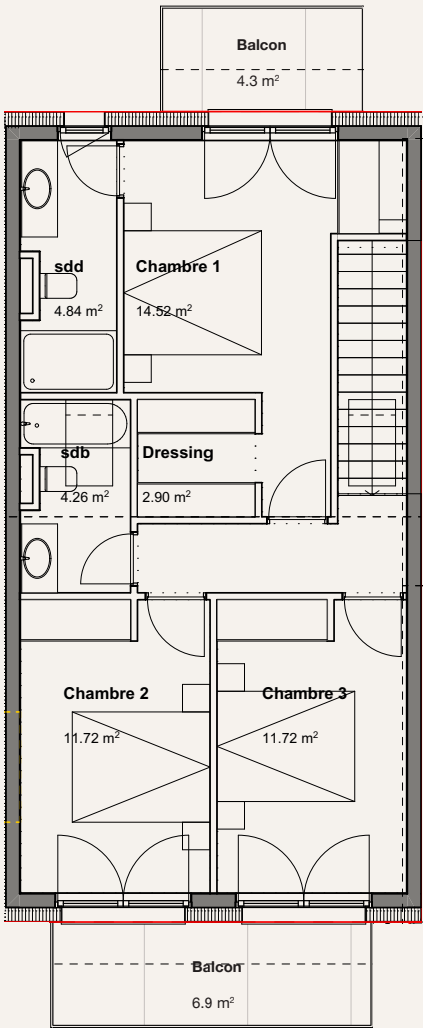 Balcon
4.3 m²
sdd
4.84 m²
Chambre 1
14.52 m²
sdb
4.26 m²
Dressing
2.90 m²
Chambre 2
11.72 m²
Chambre 3
11.72 m²
Balcon
6.9 m²